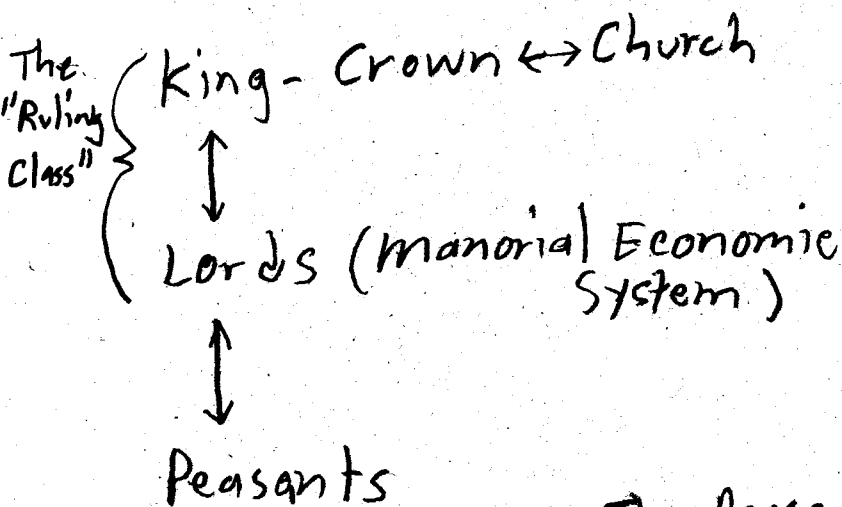 The
"Ruling
Class"
King - Crown ↔ Church
Lords (Manorial Economic
System)
Peasants